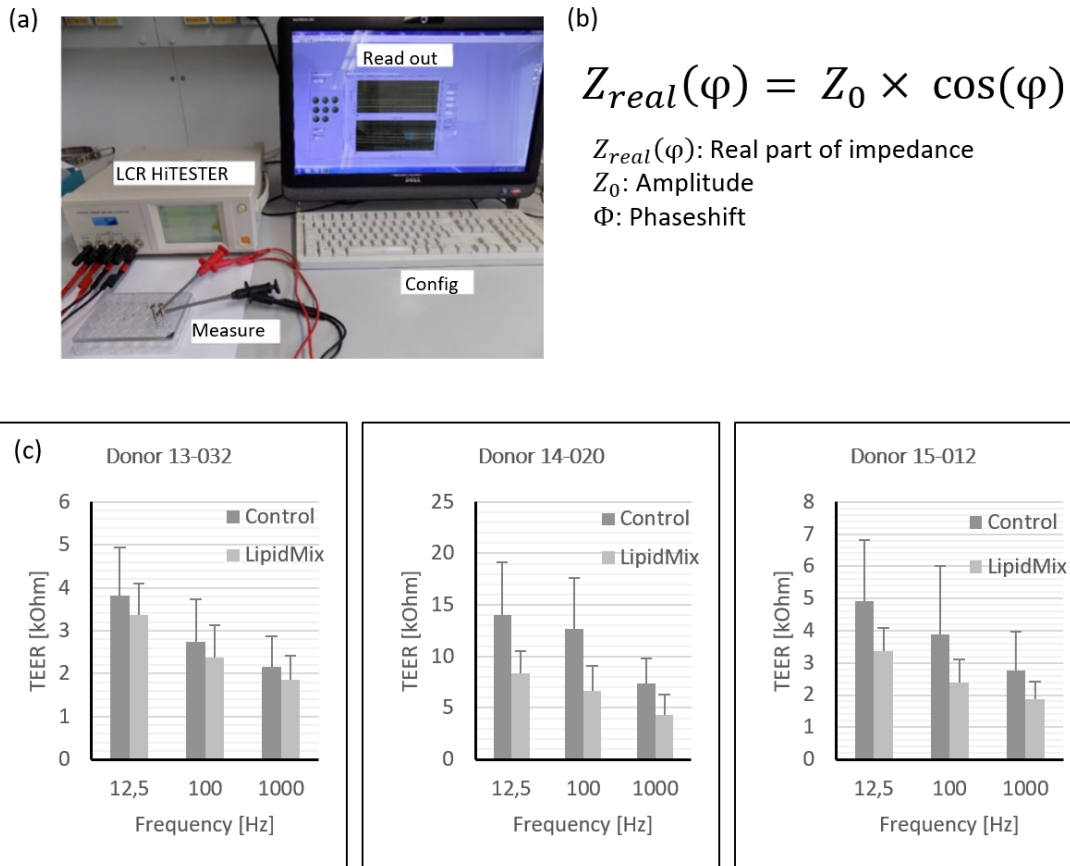 (a)
Read out
LCR HiTESTER
Config
Measure
DELL
(b)
Z_real(φ) = Z_0 × cos(φ)
Z_real(φ): Real part of impedance
Z_0: Amplitude
Φ: Phaseshift
(c)
Donor 13-032
6
5
4
3
2
1
0
TEER [kOhm]
Control
LipidMix
12,5 100 1000
Frequency [Hz]
Donor 14-020
25
20
15
10
5
0
TEER [kOhm]
Control
LipidMix
12,5 100 1000
Frequency [Hz]
Donor 15-012
8
7
6
5
4
3
2
1
0
TEER [kOhm]
Control
LipidMix
12,5 100 1000
Frequency [Hz]